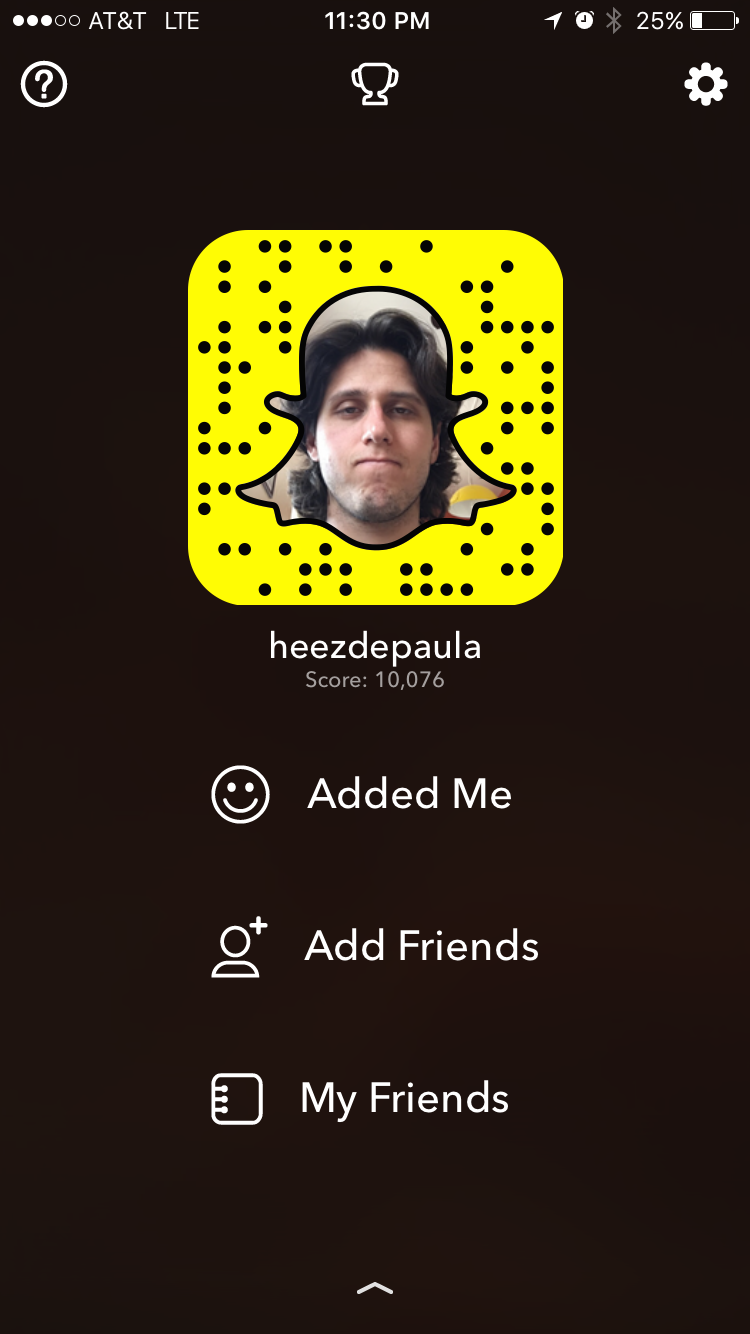 AT&T LTE 11:30 PM 25%
heezdepaula
Score: 10,076
Added Me
Add Friends
My Friends